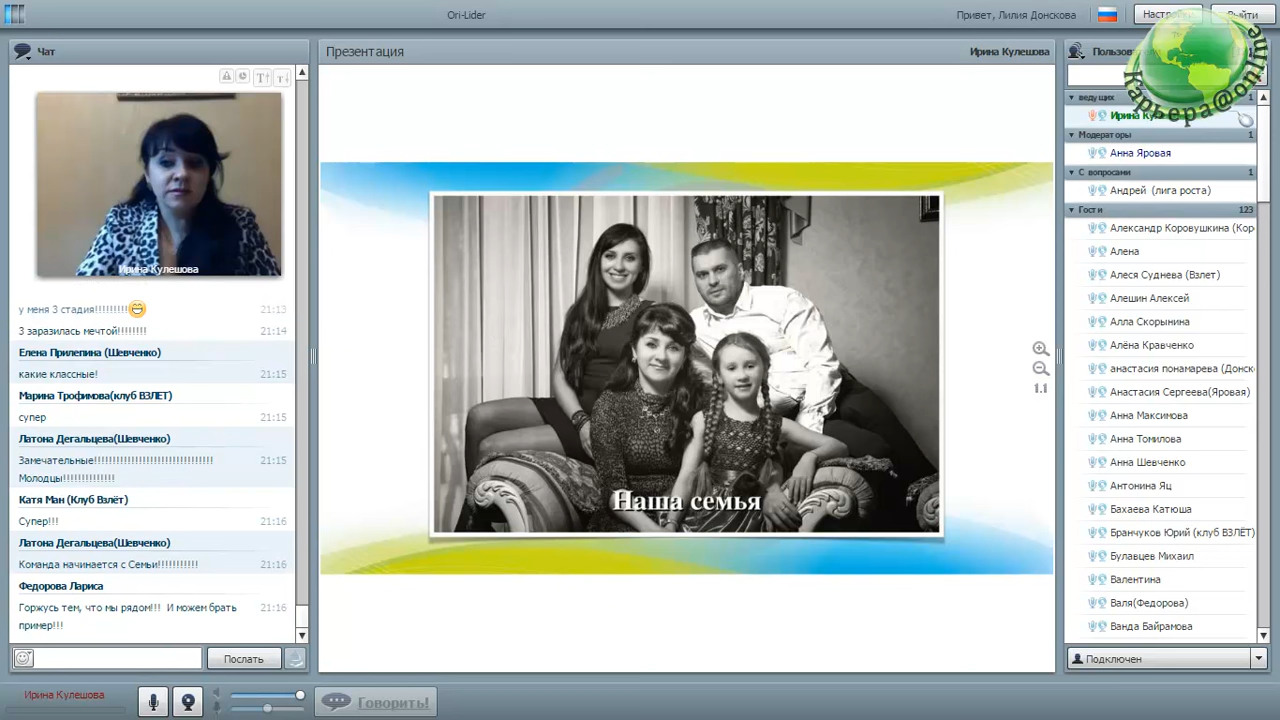 Ori-Lider
Привет, Лилия Донскова
Выйти
Карьера@online
Чат
Ирина Кулешова
у меня 3 стадия!!!!!!!!!
21:13
3 заразилась мечтой!!!!!!!
21:14
Елена Прилепина (Шевченко)
какие классные!
21:15
Марина Трофимова(клуб ВЗЛЕТ)
супер
21:15
Латона Дегальцева(Шевченко)
Замечательные!!!!!!!!!!!!!!!!!!!!!!!!!!!!!!!!!
21:15
Молодцы!!!!!!!!!!!!!!
Катя Ман (Клуб Взлёт)
Супер!!!
21:16
Латона Дегальцева(Шевченко)
Команда начинается с Семьи!!!!!!!!!!!
21:16
Федорова Лариса
Горжусь тем, что мы рядом!!! И можем брать
21:16
пример!!!
Послать
Презентация
Ирина Кулешова
Наша семья
1.1
ведущих
1
Ирина
Модераторы
1
Анна Яровая
С вопросами
1
Андрей (лига роста)
Гости
123
Александр Коровушкина (Кор
Алена
Алеся Суднева (Взлет)
Алешин Алексей
Алла Скорынина
Алёна Кравченко
анастасия понамарева (Донск
Анастасия Сергеева(Яровая)
Анна Максимова
Анна Томилова
Анна Шевченко
Антонина Яц
Бахаева Катюша
Бранчуков Юрий (клуб ВЗЛЁТ)
Булавцев Михаил
Валентина
Валя(Федорова)
Ванда Байрамова
Подключен
Ирина Кулешова
Говорить!